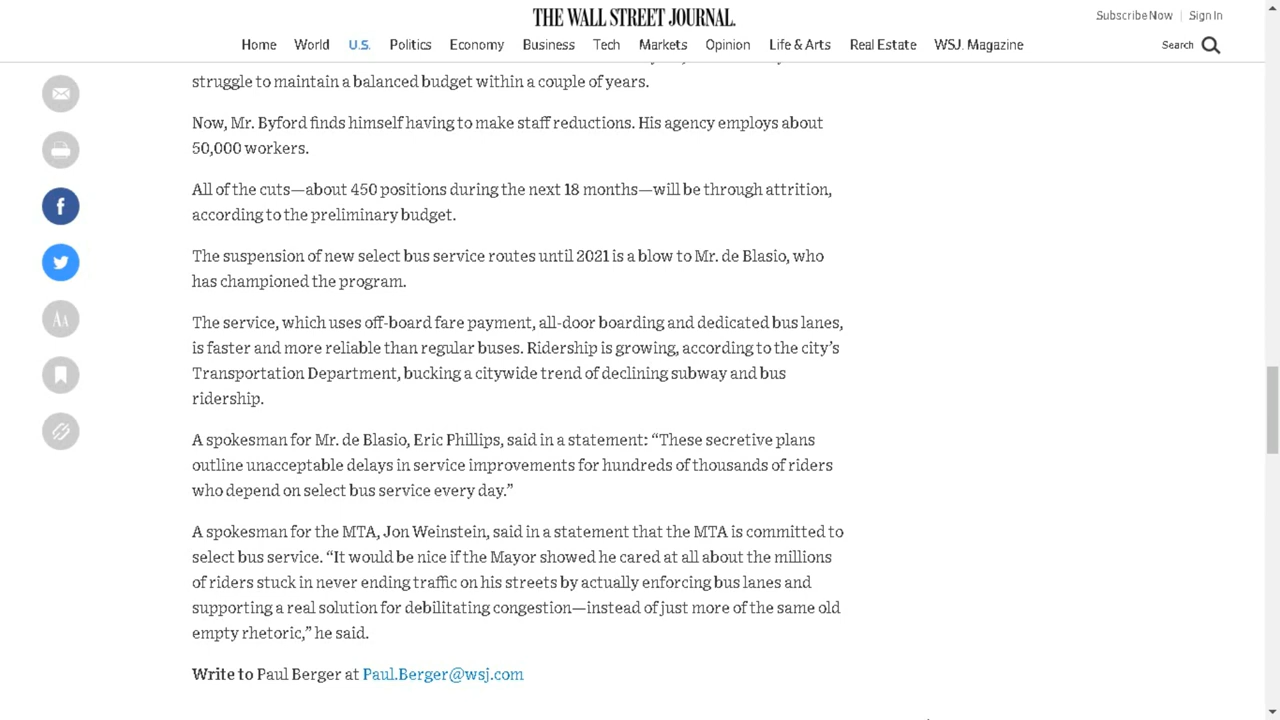 THE WALL STREET JOURNAL.
Subscribe Now | Sign In
Home World U.S. Politics Economy Business Tech Markets Opinion Life & Arts Real Estate WSJ. Magazine Search
struggle to maintain a balanced budget within a couple of years.
Now, Mr. Byford finds himself having to make staff reductions. His agency employs about
50,000 workers.
All of the cuts—about 450 positions during the next 18 months—will be through attrition,
according to the preliminary budget.
The suspension of new select bus service routes until 2021 is a blow to Mr. de Blasio, who
has championed the program.
The service, which uses off-board fare payment, all-door boarding and dedicated bus lanes,
is faster and more reliable than regular buses. Ridership is growing, according to the city’s
Transportation Department, bucking a citywide trend of declining subway and bus
ridership.
A spokesman for Mr. de Blasio, Eric Phillips, said in a statement: “These secretive plans
outline unacceptable delays in service improvements for hundreds of thousands of riders
who depend on select bus service every day.”
A spokesman for the MTA, Jon Weinstein, said in a statement that the MTA is committed to
select bus service. “It would be nice if the Mayor showed he cared at all about the millions
of riders stuck in never ending traffic on his streets by actually enforcing bus lanes and
supporting a real solution for debilitating congestion—instead of just more of the same old
empty rhetoric,” he said.
Write to Paul Berger at Paul.Berger@wsj.com